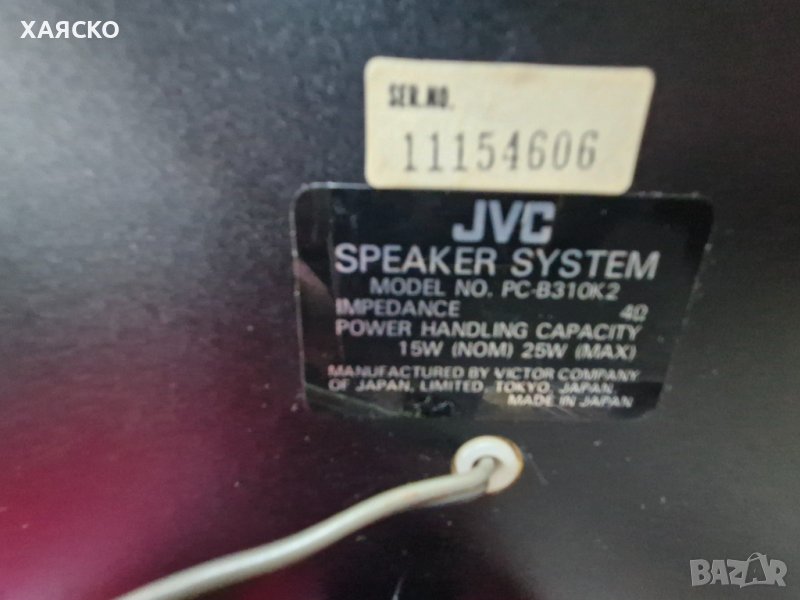 ХАЯСКО
SER.NO.
11154606
JVC
SPEAKER SYSTEM
MODEL NO. PC-B310K2
IMPEDANCE 4Ω
POWER HANDLING CAPACITY
15W (NOM) 25W (MAX)
MANUFACTURED BY VICTOR COMPANY
OF JAPAN, LIMITED, TOKYO, JAPAN.
MADE IN JAPAN
BAZAR